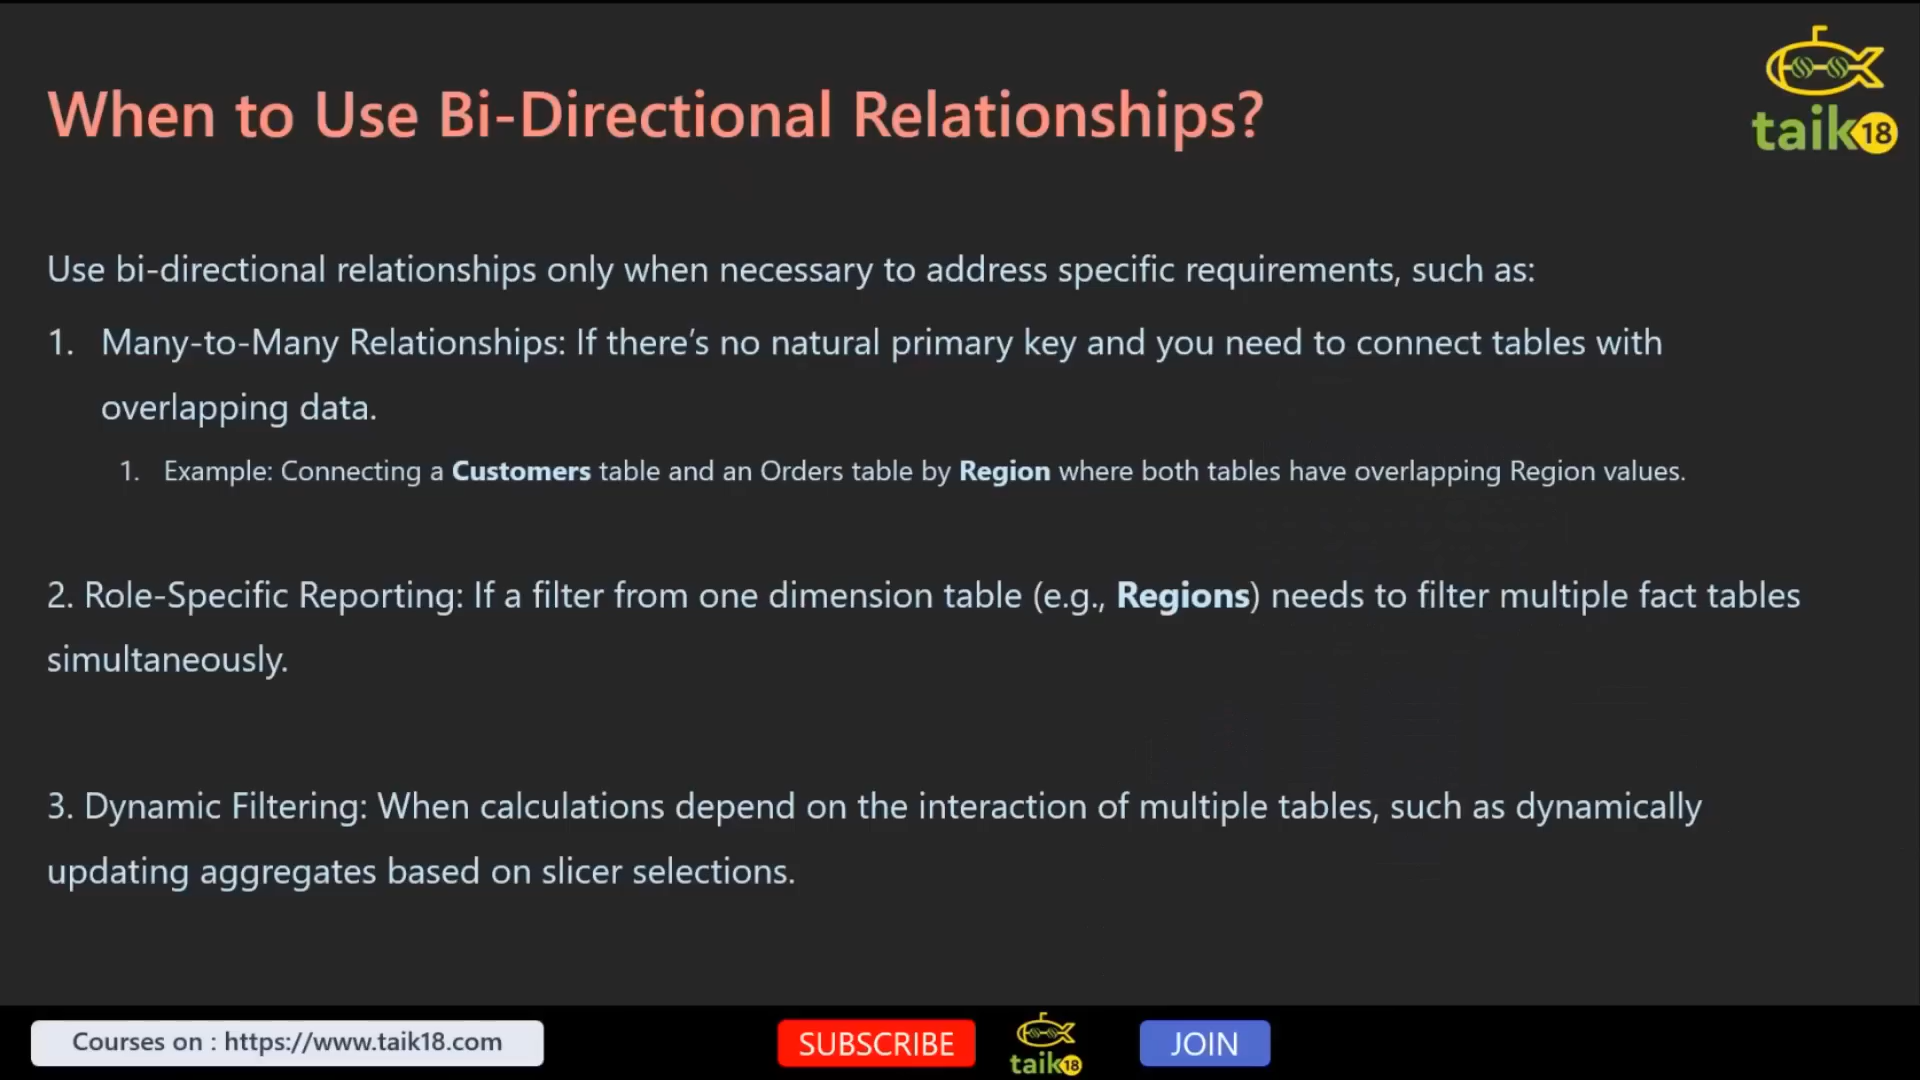 taik18
When to Use Bi-Directional Relationships?
Use bi-directional relationships only when necessary to address specific requirements, such as:
1. Many-to-Many Relationships: If there’s no natural primary key and you need to connect tables with
overlapping data.
1. Example: Connecting a Customers table and an Orders table by Region where both tables have overlapping Region values.
2. Role-Specific Reporting: If a filter from one dimension table (e.g., Regions) needs to filter multiple fact tables
simultaneously.
3. Dynamic Filtering: When calculations depend on the interaction of multiple tables, such as dynamically
updating aggregates based on slicer selections.
Courses on : https://www.taik18.com
SUBSCRIBE
taik18
JOIN